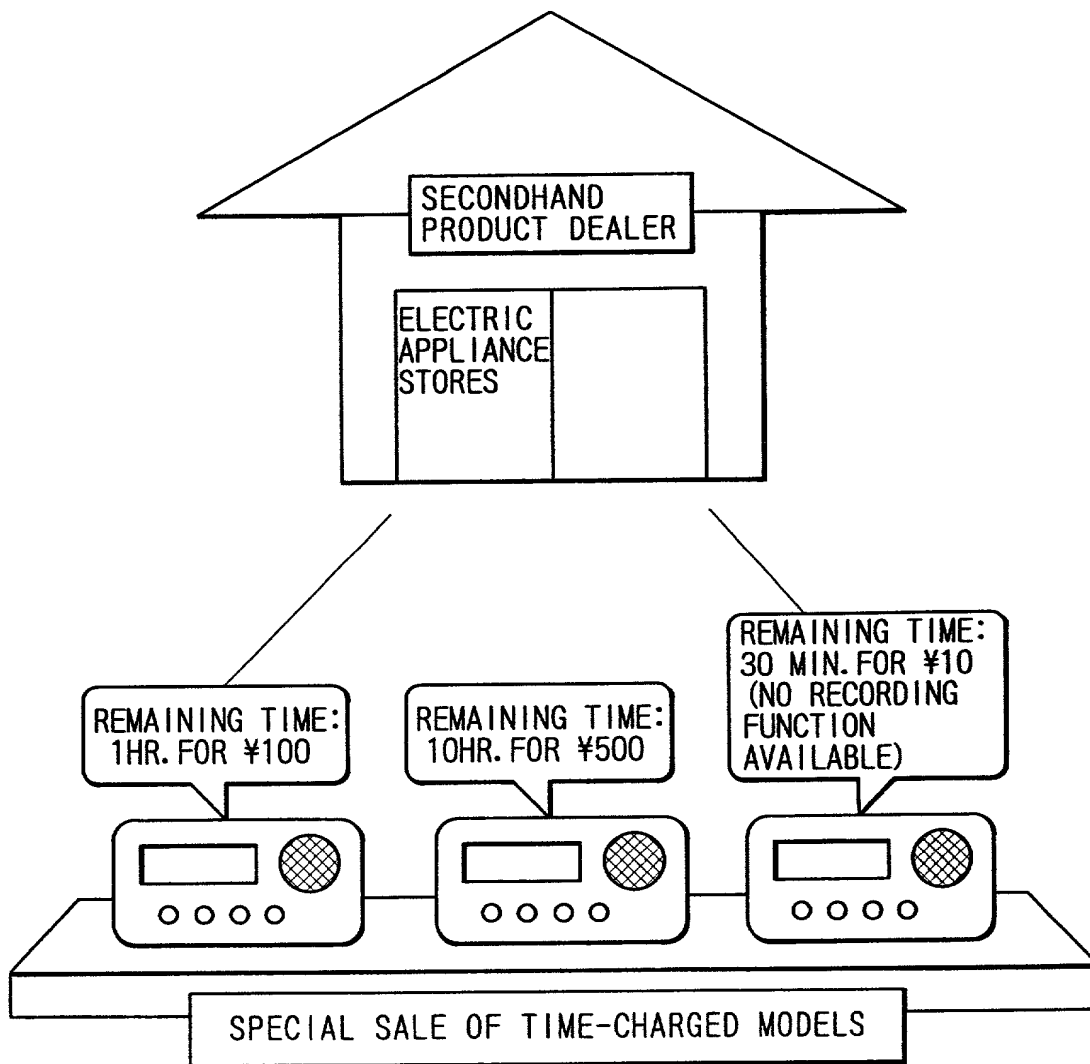 SECONDHAND
PRODUCT DEALER
ELECTRIC
APPLIANCE
STORES
REMAINING TIME:
1HR. FOR ¥100
REMAINING TIME:
10HR. FOR ¥500
REMAINING TIME:
30 MIN. FOR ¥10
(NO RECORDING
FUNCTION
AVAILABLE)
SPECIAL SALE OF TIME-CHARGED MODELS